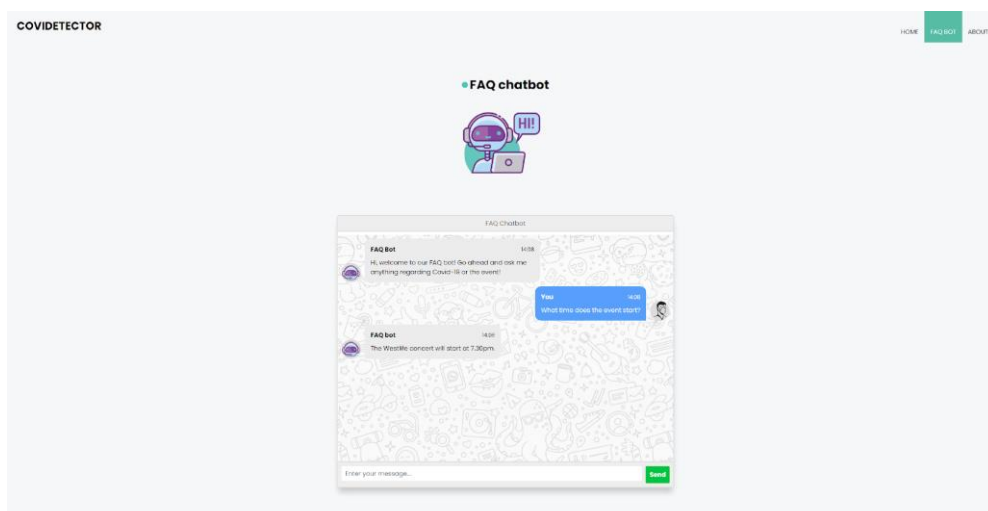 COVIDETECTOR
HOME FAQ BOT ABOUT
FAQ chatbot
HI!
FAQ Chatbot
FAQ Bot 14:08
Hi, welcome to our FAQ bot! Go ahead and ask me
anything regarding Covid-19 or the event!
You 14:08
What time does the event start?
FAQ bot 14:08
The Westlife concert will start at 7.30pm.
Enter your message...
Send